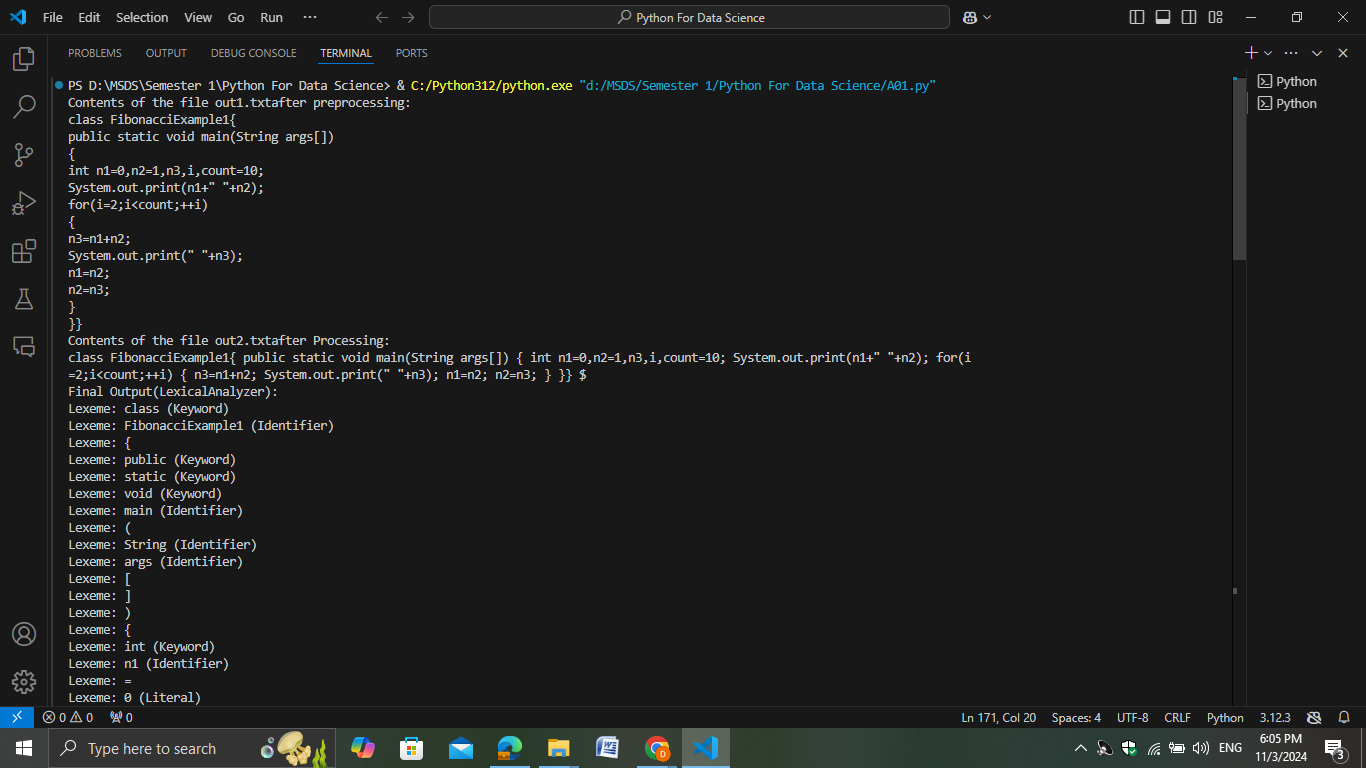 File Edit Selection View Go Run ··· Python For Data Science
PROBLEMS OUTPUT DEBUG CONSOLE TERMINAL PORTS
Python
Python
PS D:\MSDS\Semester 1\Python For Data Science> & C:/Python312/python.exe "d:/MSDS/Semester 1/Python For Data Science/A01.py"
Contents of the file out1.txtafter preprocessing:
class FibonacciExample1{
public static void main(String args[])
{
int n1=0,n2=1,n3,i,count=10;
System.out.print(n1+" "+n2);
for(i=2;i<count;++i)
{
n3=n1+n2;
System.out.print(" "+n3);
n1=n2;
n2=n3;
}
}}
Contents of the file out2.txtafter Processing:
class FibonacciExample1{ public static void main(String args[]) { int n1=0,n2=1,n3,i,count=10; System.out.print(n1+" "+n2); for(i
=2;i<count;++i) { n3=n1+n2; System.out.print(" "+n3); n1=n2; n2=n3; } }} $
Final Output(LexicalAnalyzer):
Lexeme: class (Keyword)
Lexeme: FibonacciExample1 (Identifier)
Lexeme: {
Lexeme: public (Keyword)
Lexeme: static (Keyword)
Lexeme: void (Keyword)
Lexeme: main (Identifier)
Lexeme: (
Lexeme: String (Identifier)
Lexeme: args (Identifier)
Lexeme: [
Lexeme: ]
Lexeme: )
Lexeme: {
Lexeme: int (Keyword)
Lexeme: n1 (Identifier)
Lexeme: =
Lexeme: 0 (Literal)
0 0 0 Ln 171, Col 20 Spaces: 4 UTF-8 CRLF Python 3.12.3
Type here to search ENG 6:05 PM
11/3/2024 3